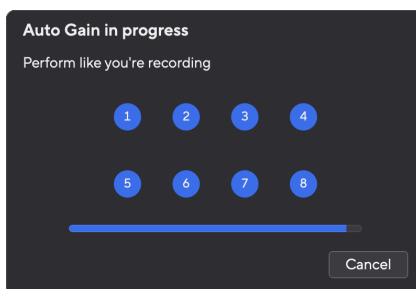 Auto Gain in progress
Perform like you're recording
1 2 3 4
5 6 7 8
Cancel